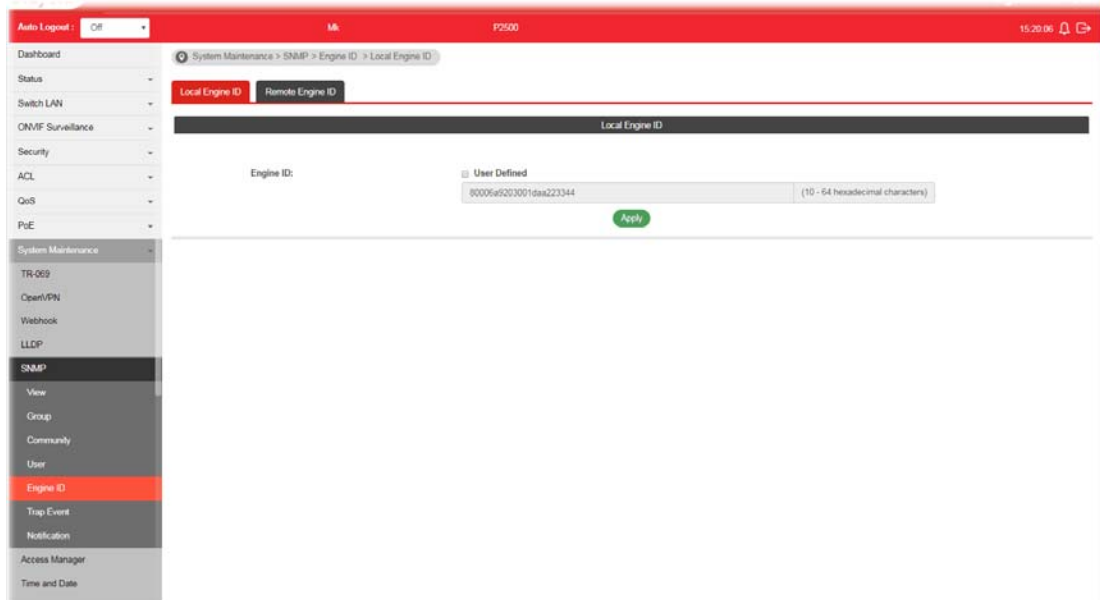 Auto Logout : Off Mk P2500 15:20:06
Dashboard
System Maintenance > SNMP > Engine ID > Local Engine ID
Status
Switch LAN
Local Engine ID Remote Engine ID
ONVIF Surveillance
Local Engine ID
Security
ACL
Engine ID: User Defined
QoS
80006a9203001daa223344 (10 - 64 hexadecimal characters)
PoE
Apply
System Maintenance
TR-069
OpenVPN
Webhook
LLDP
SNMP
View
Group
Community
User
Engine ID
Trap Event
Notification
Access Manager
Time and Date